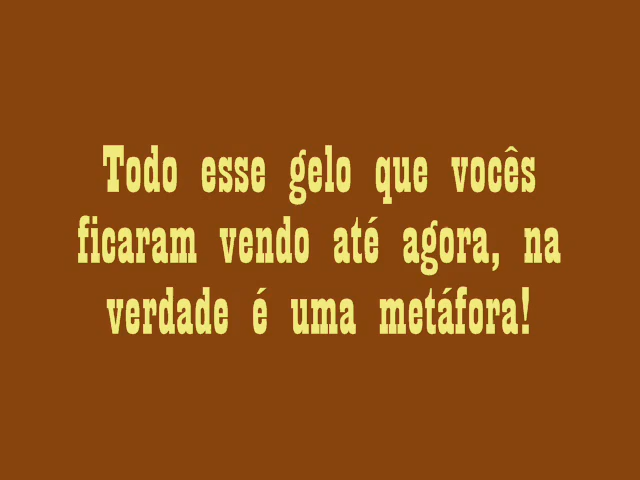 Todo esse gelo que vocês
ficaram vendo até agora, na
verdade é uma metáfora!